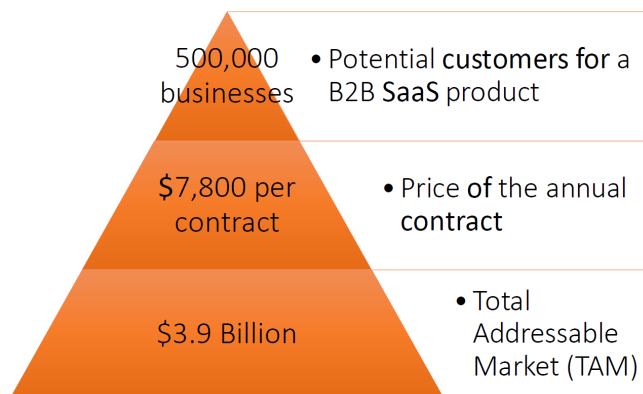 500,000
businesses
• Potential customers for a
B2B SaaS product
$7,800 per
contract
• Price of the annual
contract
$3.9 Billion
• Total
Addressable
Market (TAM)